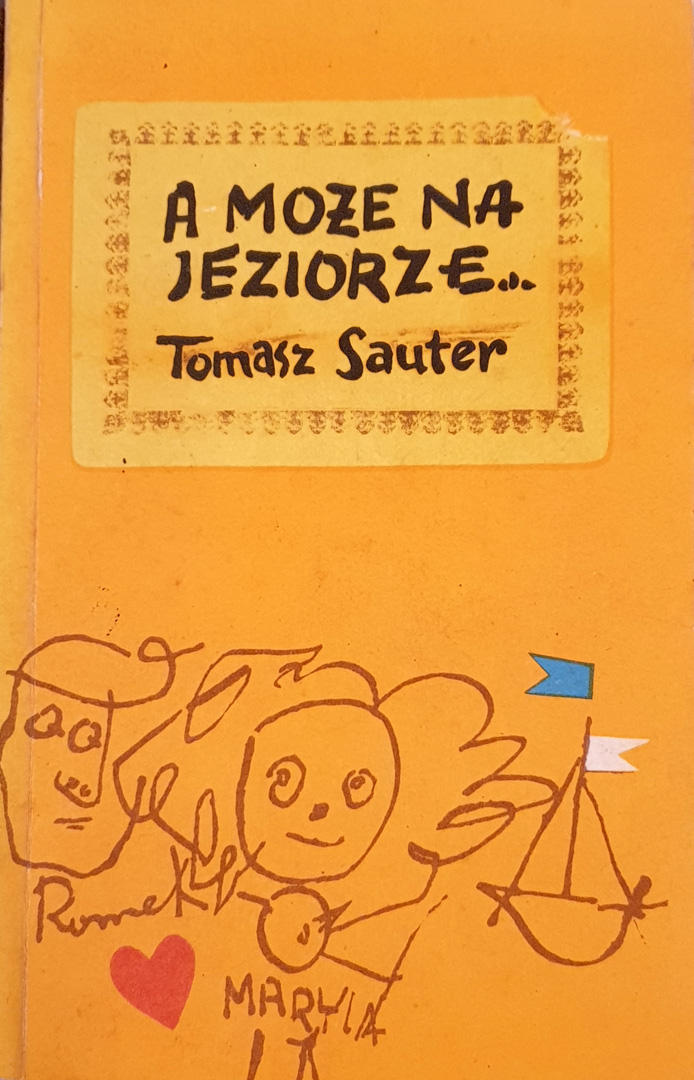 A MOŻE NA
JEZIORZE...
Tomasz Sauter
Romek
MARYLA